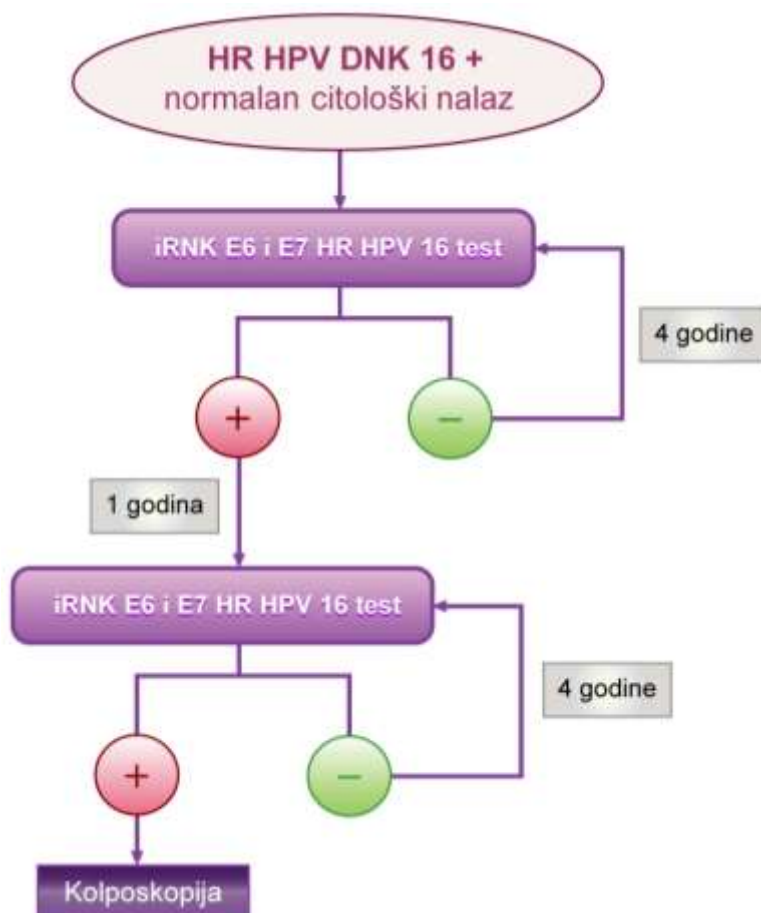 HR HPV DNK 16 +
normalan citološki nalaz
iRNK E6 i E7 HR HPV 16 test
4 godine
+
−
1 godina
iRNK E6 i E7 HR HPV 16 test
4 godine
+
−
Kolposkopija